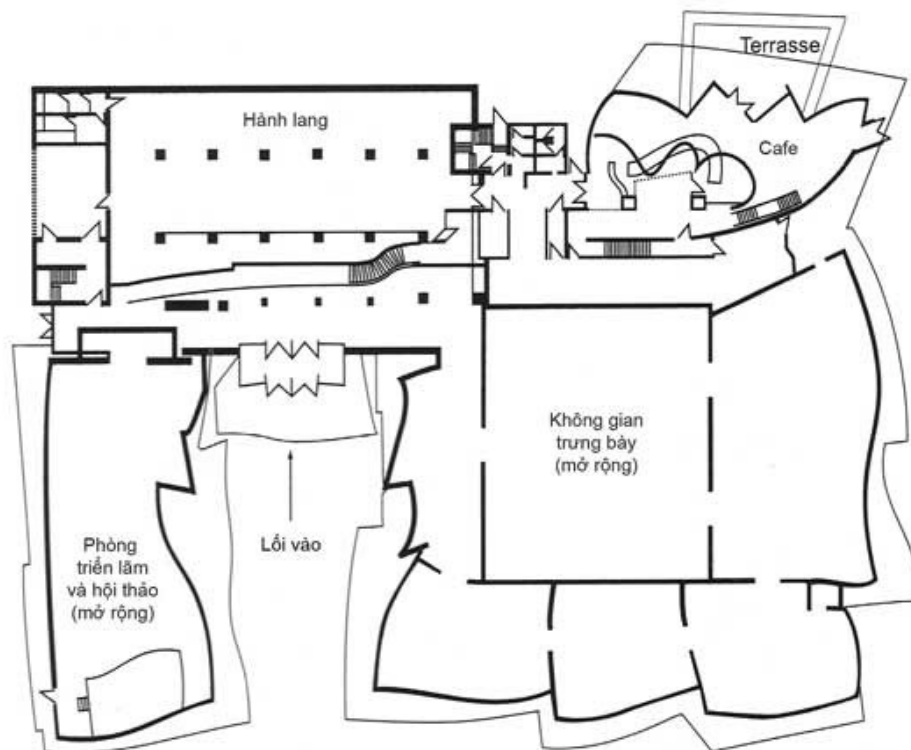 Terrasse
Hành lang
Cafe
Không gian
trưng bày
(mở rộng)
Phòng
triển lãm
và hội thảo
(mở rộng)
Lối vào